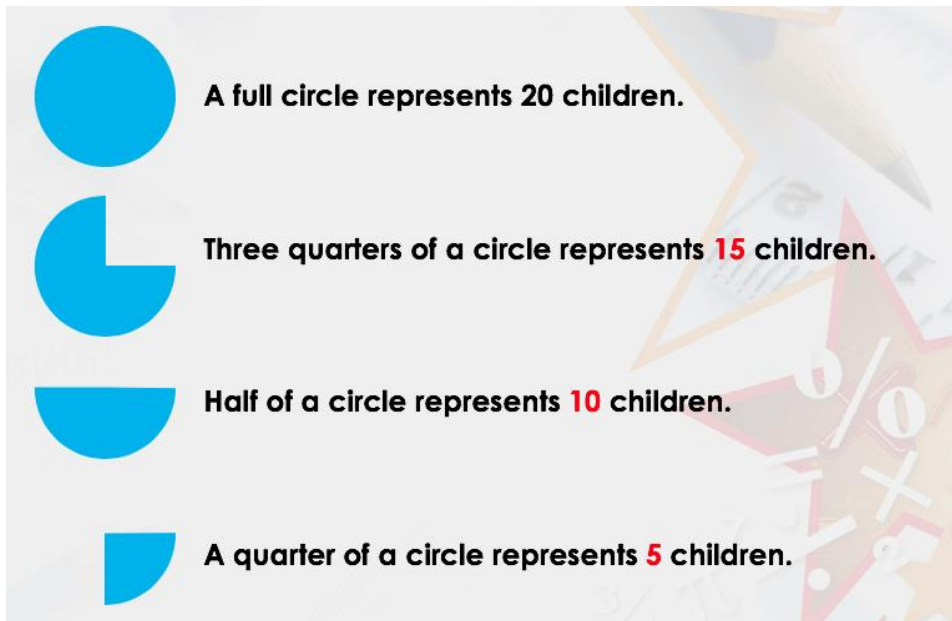 A full circle represents 20 children.
Three quarters of a circle represents 15 children.
Half of a circle represents 10 children.
A quarter of a circle represents 5 children.